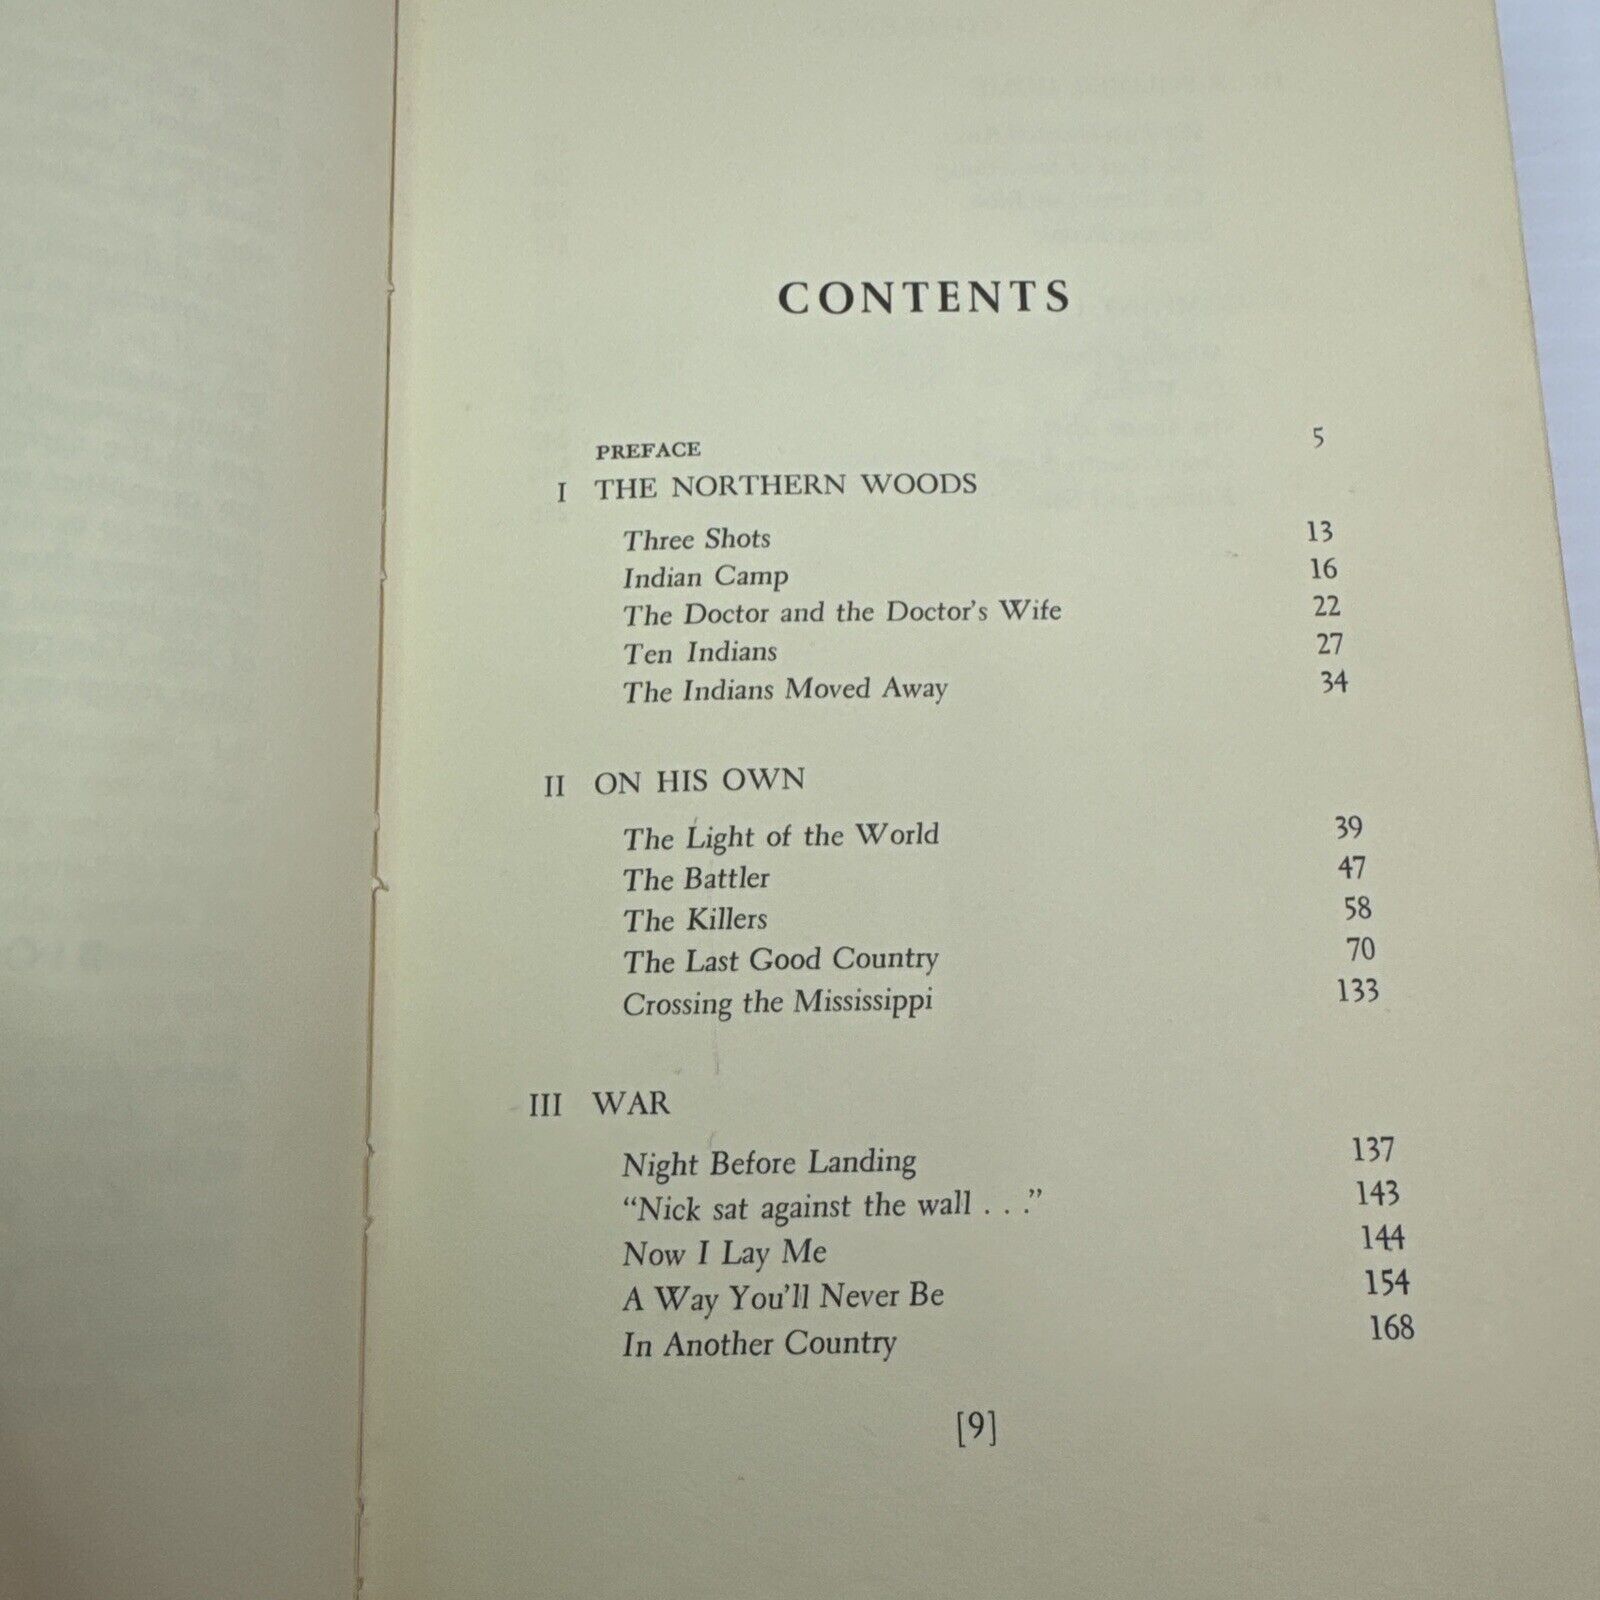 CONTENTS
PREFACE 5
I THE NORTHERN WOODS
Three Shots 13
Indian Camp 16
The Doctor and the Doctor's Wife 22
Ten Indians 27
The Indians Moved Away 34
II ON HIS OWN
The Light of the World 39
The Battler 47
The Killers 58
The Last Good Country 70
Crossing the Mississippi 133
III WAR
Night Before Landing 137
“Nick sat against the wall . . .” 143
Now I Lay Me 144
A Way You'll Never Be 154
In Another Country 168
[9]